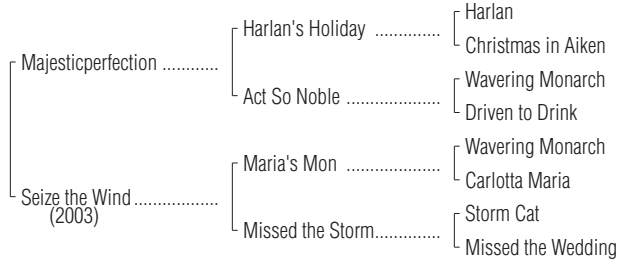 Harlan
Harlan's Holiday ..............
Christmas in Aiken
Majesticperfection ............
Wavering Monarch
Act So Noble ....................
Driven to Drink
Wavering Monarch
Maria's Mon ....................
Carlotta Maria
Seize the Wind..................
(2003)
Storm Cat
Missed the Storm..............
Missed the Wedding